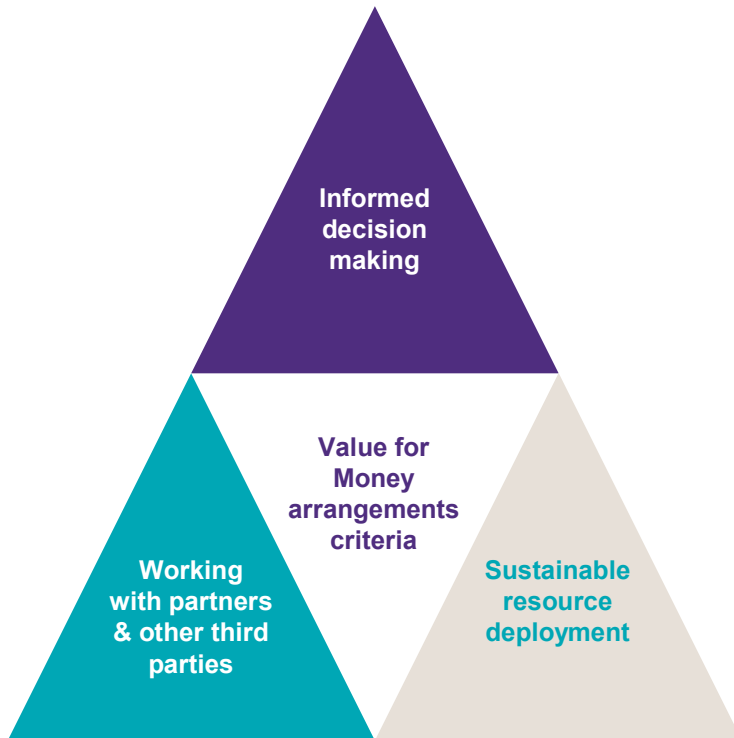 Informed
decision
making
Value for
Money
arrangements
criteria
Working
with partners
& other third
parties
Sustainable
resource
deployment